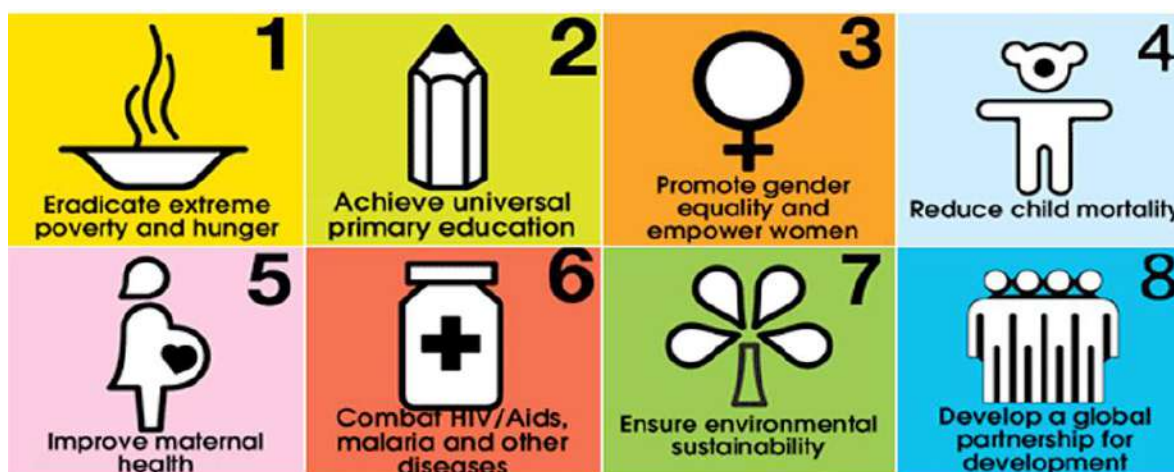 1
Eradicate extreme
poverty and hunger
2
Achieve universal
primary education
3
Promote gender
equality and
empower women
4
Reduce child mortality
5
Improve maternal
health
6
Combat HIV/Aids,
malaria and other
diseases
7
Ensure environmental
sustainability
8
Develop a global
partnership for
development